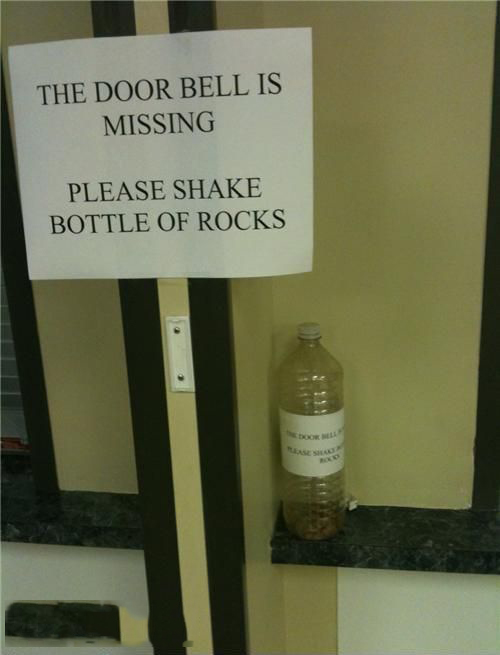 THE DOOR BELL IS
MISSING
PLEASE SHAKE
BOTTLE OF ROCKS
THE DOOR BELL
PLEASE SHAKE
ROCKS